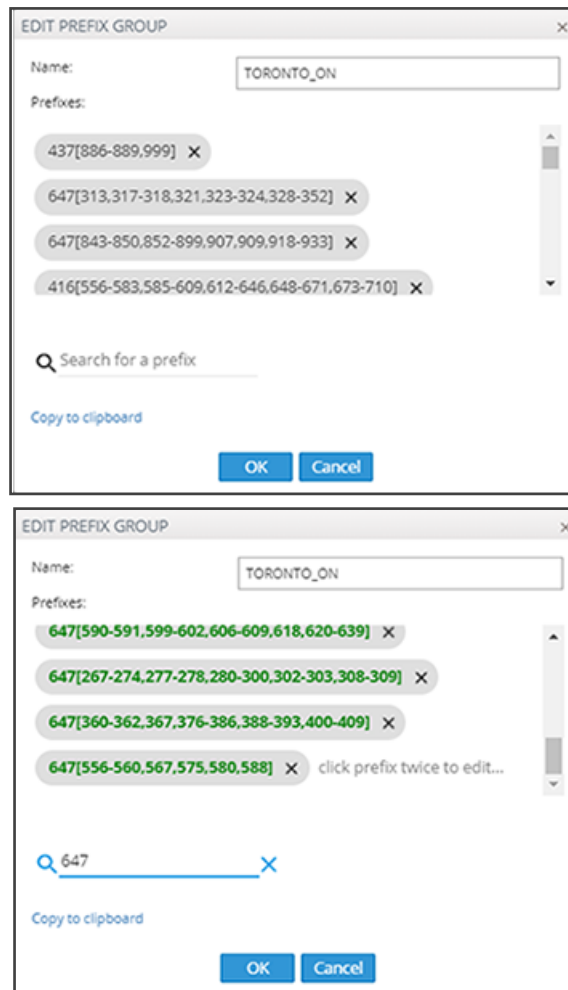 EDIT PREFIX GROUP ×
Name: TORONTO_ON
Prefixes:
437[886-889,999] ×
647[313,317-318,321,323-324,328-352] ×
647[843-850,852-899,907,909,918-933] ×
416[556-583,585-609,612-646,648-671,673-710] ×
Search for a prefix
Copy to clipboard
OK Cancel
EDIT PREFIX GROUP ×
Name: TORONTO_ON
Prefixes:
647[590-591,599-602,606-609,618,620-639] ×
647[267-274,277-278,280-300,302-303,308-309] ×
647[360-362,367,376-386,388-393,400-409] ×
647[556-560,567,575,580,588] × click prefix twice to edit...
647 ×
Copy to clipboard
OK Cancel